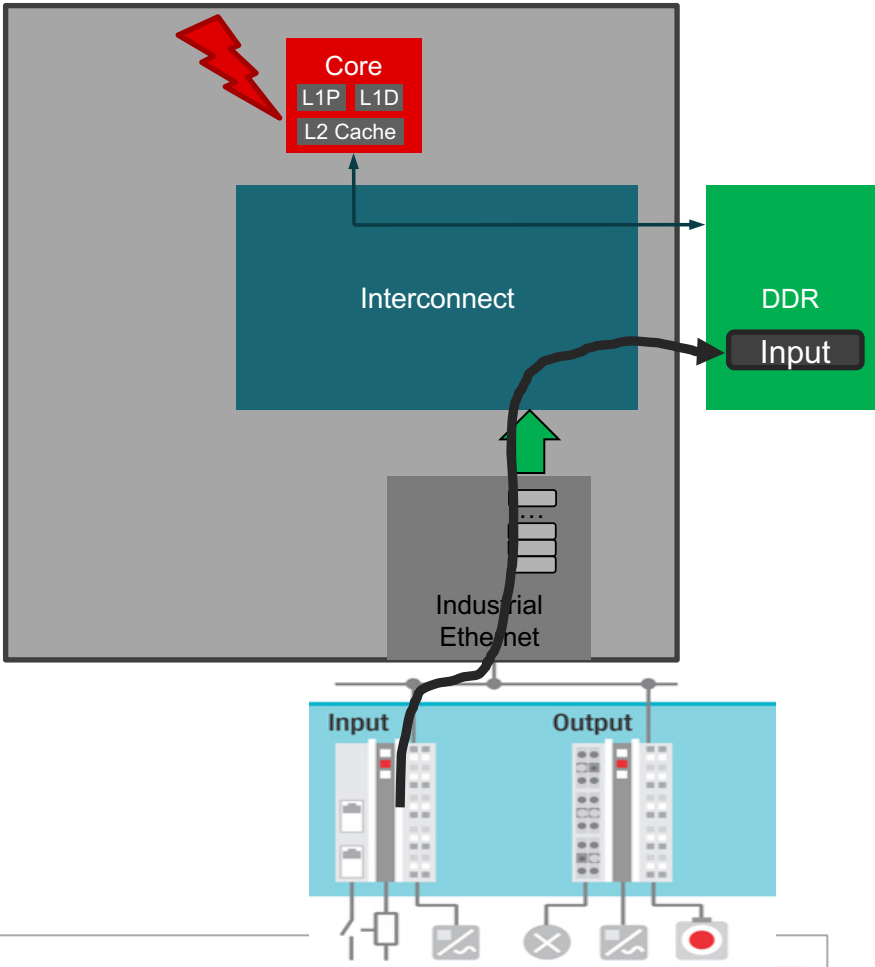 Core
L1P L1D
L2 Cache
Interconnect
DDR
Input
...
Industrial
Ethernet
Input Output